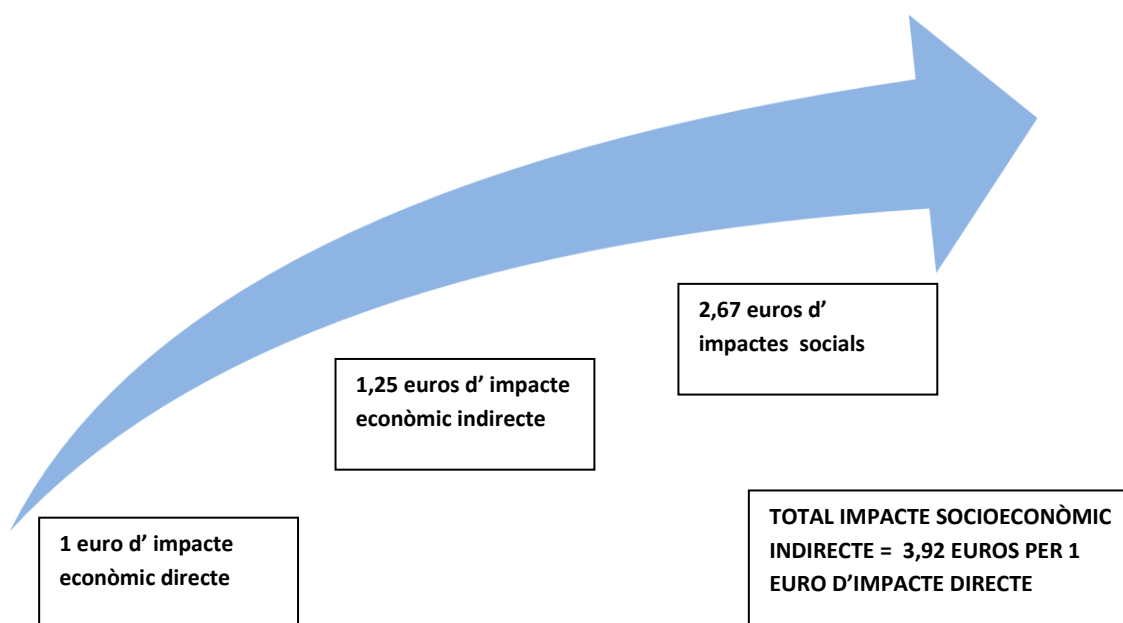 1 euro d' impacte
econòmic directe
1,25 euros d' impacte
econòmic indirecte
2,67 euros d'
impactes socials
TOTAL IMPACTE SOCIOECONÒMIC
INDIRECTE = 3,92 EUROS PER 1
EURO D'IMPACTE DIRECTE